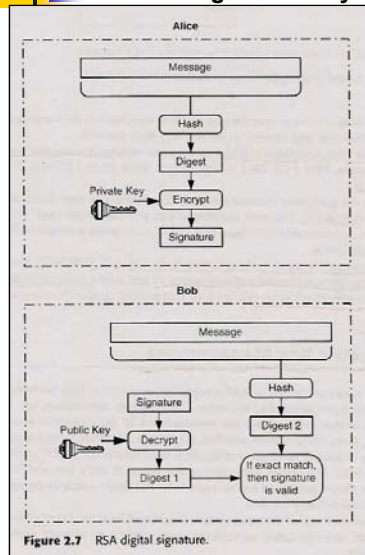 Alice
Message
Hash
Digest
Private Key
Encrypt
Signature
Bob
Message
Hash
Signature
Public Key
Decrypt
Digest 2
Digest 1
If exact match,
then signature
is valid
Figure 2.7 RSA digital signature.